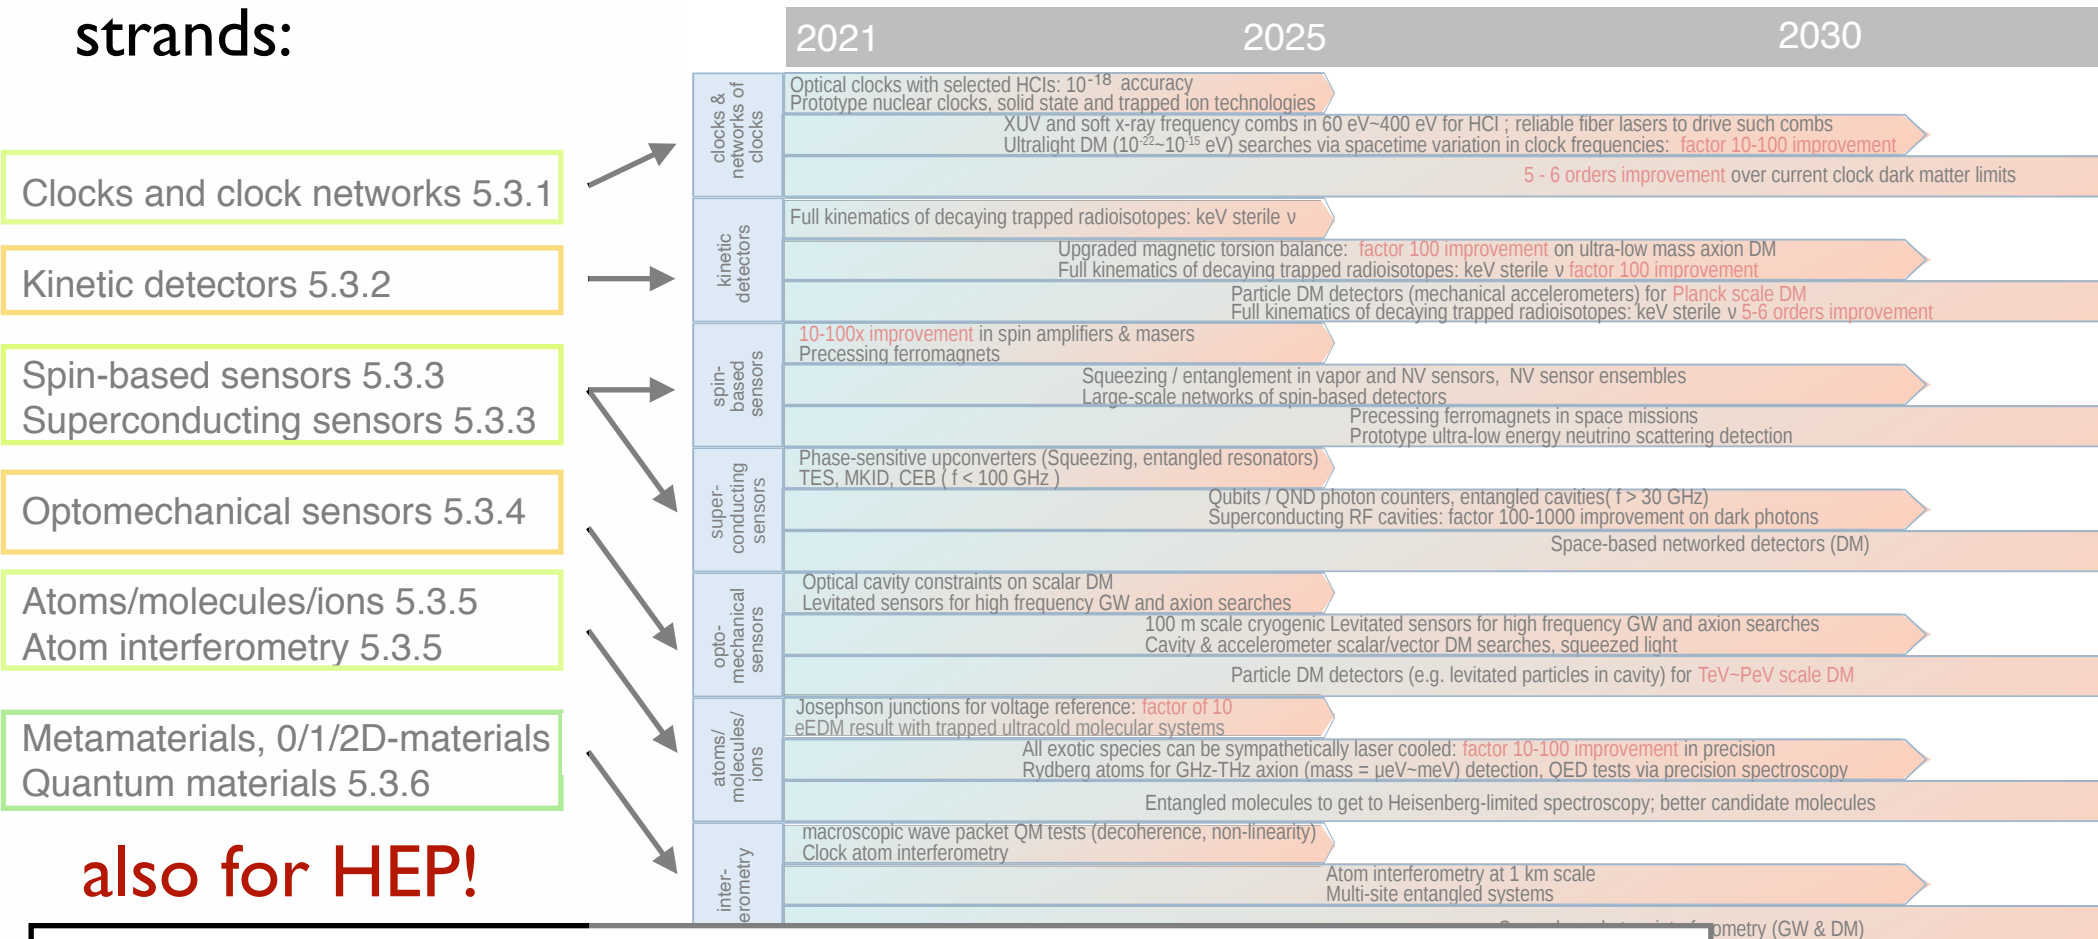 strands:
Clocks and clock networks 5.3.1
Kinetic detectors 5.3.2
Spin-based sensors 5.3.3
Superconducting sensors 5.3.3
Optomechanical sensors 5.3.4
Atoms/molecules/ions 5.3.5
Atom interferometry 5.3.5
Metamaterials, 0/1/2D-materials
Quantum materials 5.3.6
also for HEP!
2021 2025 2030
clocks &
networks of
clocks
Optical clocks with selected HCIs: 10⁻¹⁸ accuracy
Prototype nuclear clocks, solid state and trapped ion technologies
XUV and soft x-ray frequency combs in 60 eV~400 eV for HCI ; reliable fiber lasers to drive such combs
Ultralight DM (10⁻²²~10⁻¹⁵ eV) searches via spacetime variation in clock frequencies: factor 10-100 improvement
5 - 6 orders improvement over current clock dark matter limits
kinetic
detectors
Full kinematics of decaying trapped radioisotopes: keV sterile ν
Upgraded magnetic torsion balance: factor 100 improvement on ultra-low mass axion DM
Full kinematics of decaying trapped radioisotopes: keV sterile ν factor 100 improvement
Particle DM detectors (mechanical accelerometers) for Planck scale DM
Full kinematics of decaying trapped radioisotopes: keV sterile ν 5-6 orders improvement
spin-
based
sensors
10-100x improvement in spin amplifiers & masers
Precessing ferromagnets
Squeezing / entanglement in vapor and NV sensors, NV sensor ensembles
Large-scale networks of spin-based detectors
Precessing ferromagnets in space missions
Prototype ultra-low energy neutrino scattering detection
super-
conducting
sensors
Phase-sensitive upconverters (Squeezing, entangled resonators)
TES, MKID, CEB ( f < 100 GHz )
Qubits / QND photon counters, entangled cavities( f > 30 GHz)
Superconducting RF cavities: factor 100-1000 improvement on dark photons
Space-based networked detectors (DM)
opto-
mechanical
sensors
Optical cavity constraints on scalar DM
Levitated sensors for high frequency GW and axion searches
100 m scale cryogenic Levitated sensors for high frequency GW and axion searches
Cavity & accelerometer scalar/vector DM searches, squeezed light
Particle DM detectors (e.g. levitated particles in cavity) for TeV~PeV scale DM
atoms/
molecules/
ions
Josephson junctions for voltage reference: factor of 10
eEDM result with trapped ultracold molecular systems
All exotic species can be sympathetically laser cooled: factor 10-100 improvement in precision
Rydberg atoms for GHz-THz axion (mass = μeV~meV) detection, QED tests via precision spectroscopy
Entangled molecules to get to Heisenberg-limited spectroscopy; better candidate molecules
inter-
erometry
macroscopic wave packet QM tests (decoherence, non-linearity)
Clock atom interferometry
Atom interferometry at 1 km scale
Multi-site entangled systems
ometry (GW & DM)